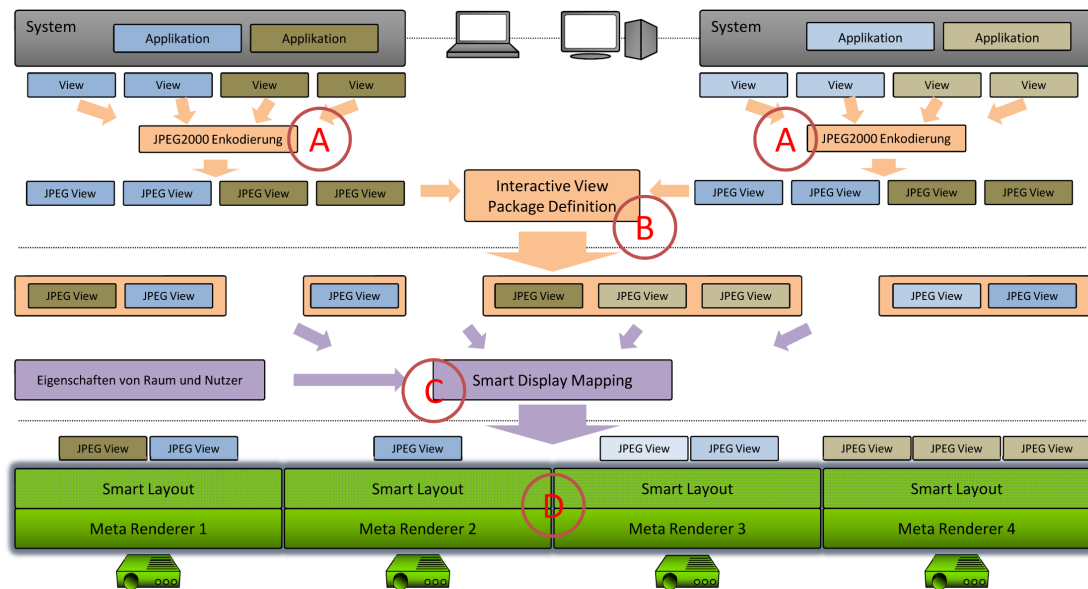 System
Applikation Applikation
System
Applikation Applikation
View View View View
View View View View
JPEG2000 Enkodierung
A
A
JPEG2000 Enkodierung
JPEG View JPEG View JPEG View JPEG View
Interactive View
Package Definition
B
JPEG View JPEG View JPEG View JPEG View
JPEG View JPEG View
JPEG View
JPEG View JPEG View JPEG View
JPEG View JPEG View
Eigenschaften von Raum und Nutzer
C
Smart Display Mapping
JPEG View JPEG View
JPEG View
JPEG View JPEG View
JPEG View JPEG View JPEG View
Smart Layout
Smart Layout
D
Smart Layout
Smart Layout
Meta Renderer 1
Meta Renderer 2
Meta Renderer 3
Meta Renderer 4